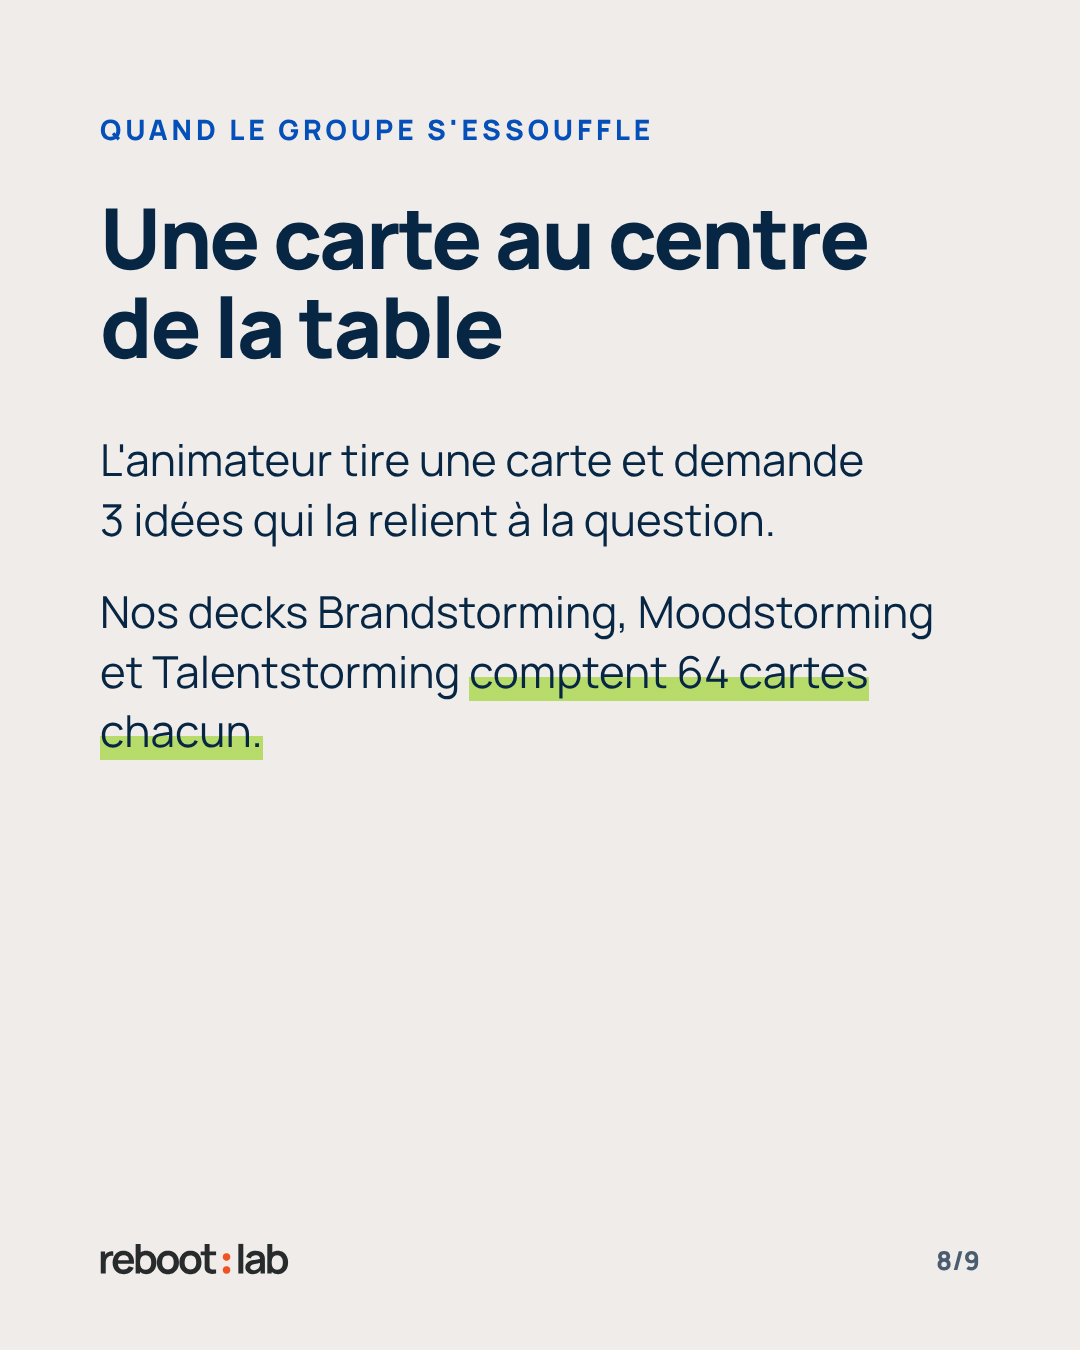 QUAND LE GROUPE S'ESSOUFFLE
Une carte au centre
de la table
L'animateur tire une carte et demande
3 idées qui la relient à la question.
Nos decks Brandstorming, Moodstorming
et Talentstorming comptent 64 cartes
chacun.
reboot:lab
8/9